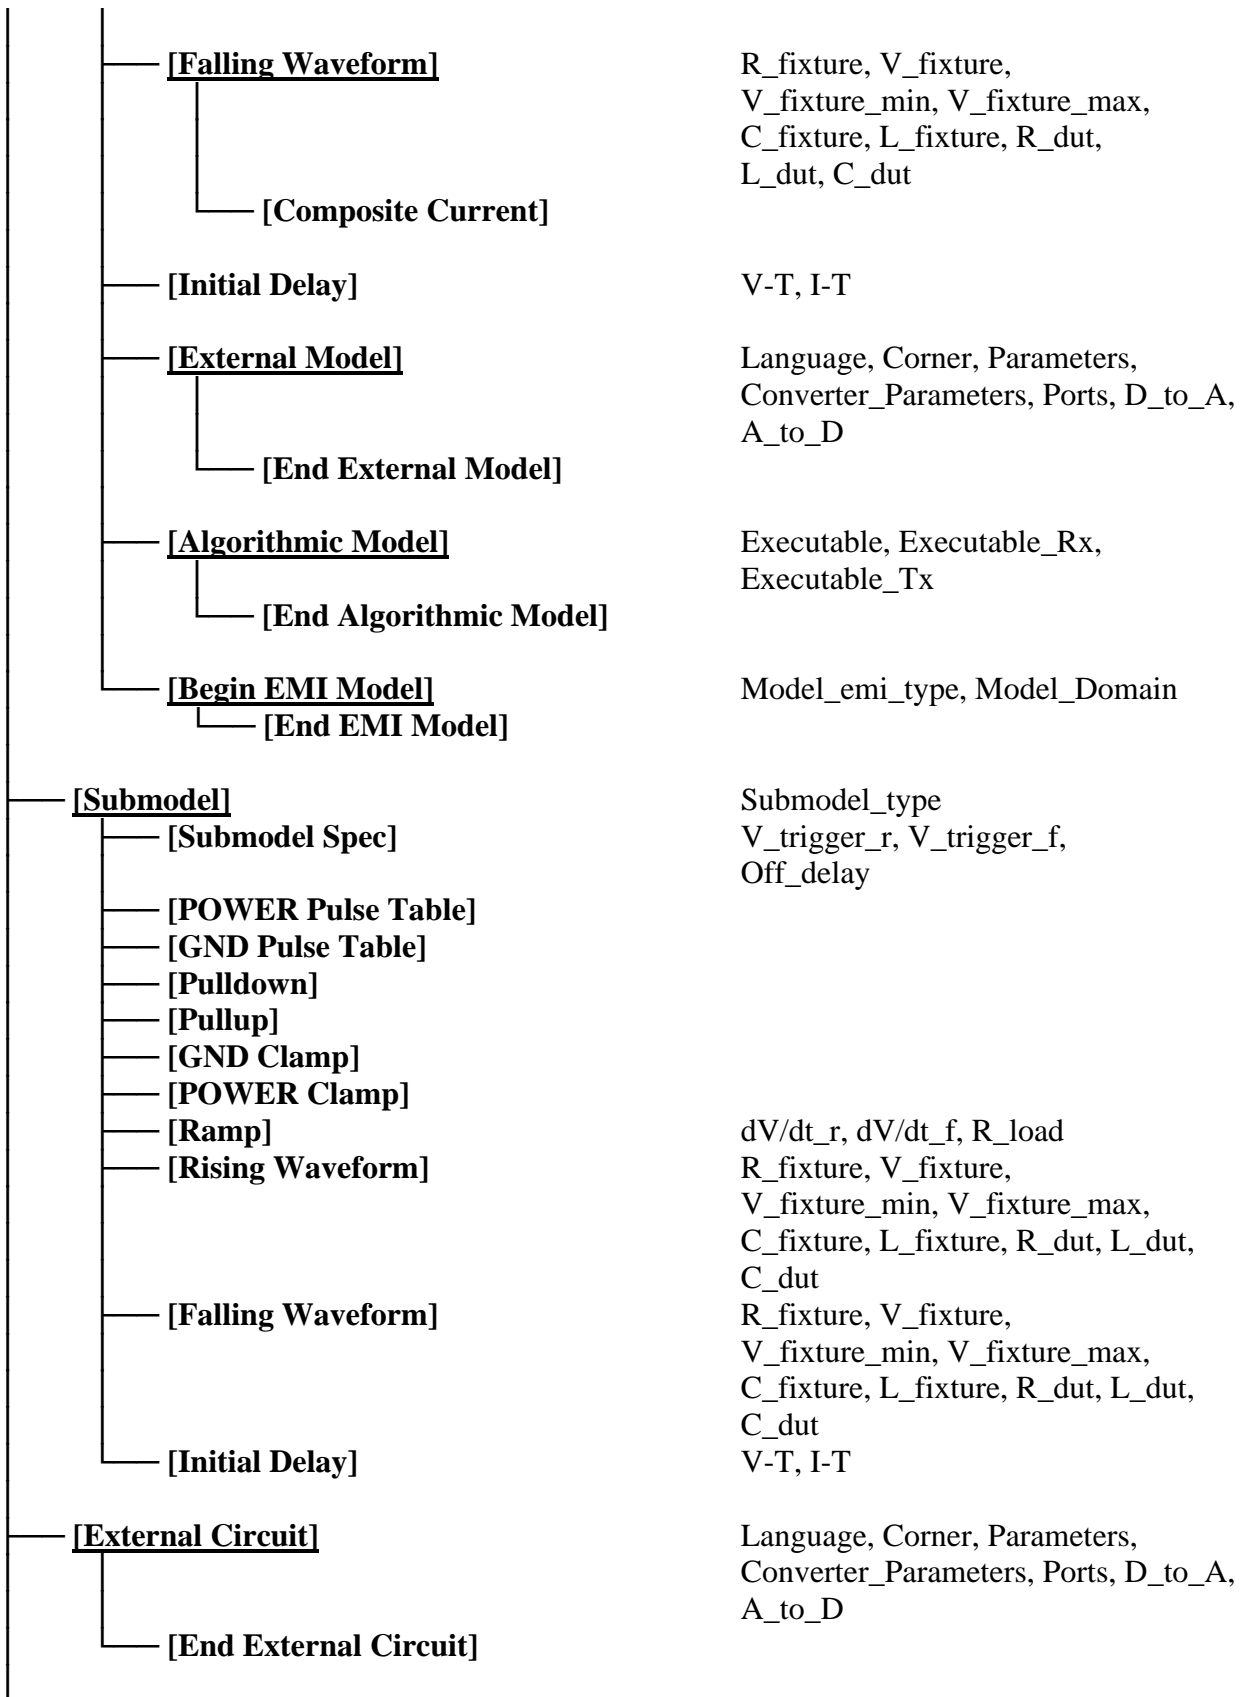 [Falling Waveform] R_fixture, V_fixture,
V_fixture_min, V_fixture_max,
C_fixture, L_fixture, R_dut,
L_dut, C_dut
[Composite Current]
[Initial Delay] V-T, I-T
[External Model] Language, Corner, Parameters,
Converter_Parameters, Ports, D_to_A,
A_to_D
[End External Model]
[Algorithmic Model] Executable, Executable_Rx,
Executable_Tx
[End Algorithmic Model]
[Begin EMI Model] Model_emi_type, Model_Domain
[End EMI Model]
[Submodel] Submodel_type
[Submodel Spec] V_trigger_r, V_trigger_f,
Off_delay
[POWER Pulse Table]
[GND Pulse Table]
[Pulldown]
[Pullup]
[GND Clamp]
[POWER Clamp]
[Ramp] dV/dt_r, dV/dt_f, R_load
[Rising Waveform] R_fixture, V_fixture,
V_fixture_min, V_fixture_max,
C_fixture, L_fixture, R_dut, L_dut,
C_dut
[Falling Waveform] R_fixture, V_fixture,
V_fixture_min, V_fixture_max,
C_fixture, L_fixture, R_dut, L_dut,
C_dut
[Initial Delay] V-T, I-T
[External Circuit] Language, Corner, Parameters,
Converter_Parameters, Ports, D_to_A,
A_to_D
[End External Circuit]